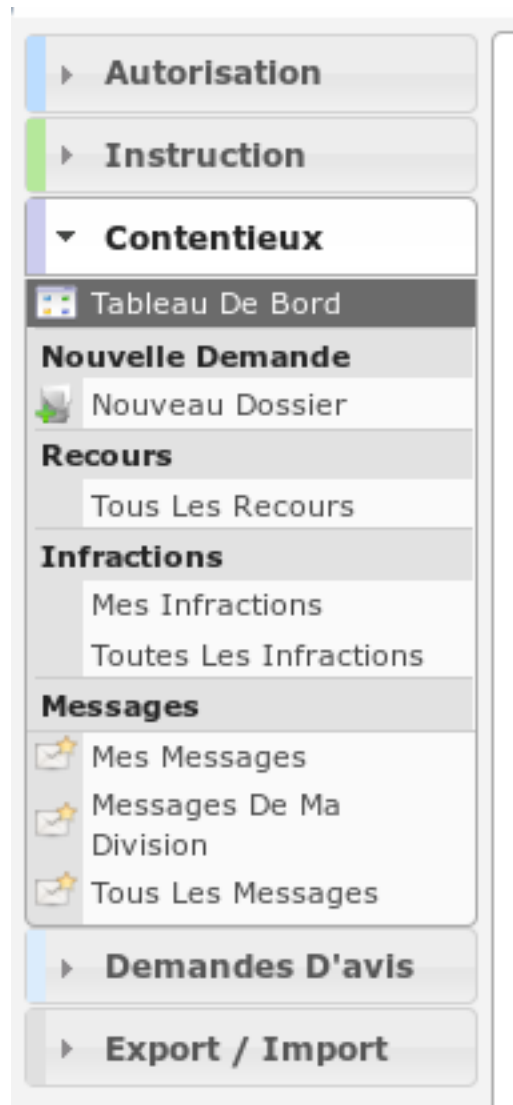 Autorisation
Instruction
Contentieux
Tableau De Bord
Nouvelle Demande
Nouveau Dossier
Recours
Tous Les Recours
Infractions
Mes Infractions
Toutes Les Infractions
Messages
Mes Messages
Messages De Ma
Division
Tous Les Messages
Demandes D'avis
Export / Import